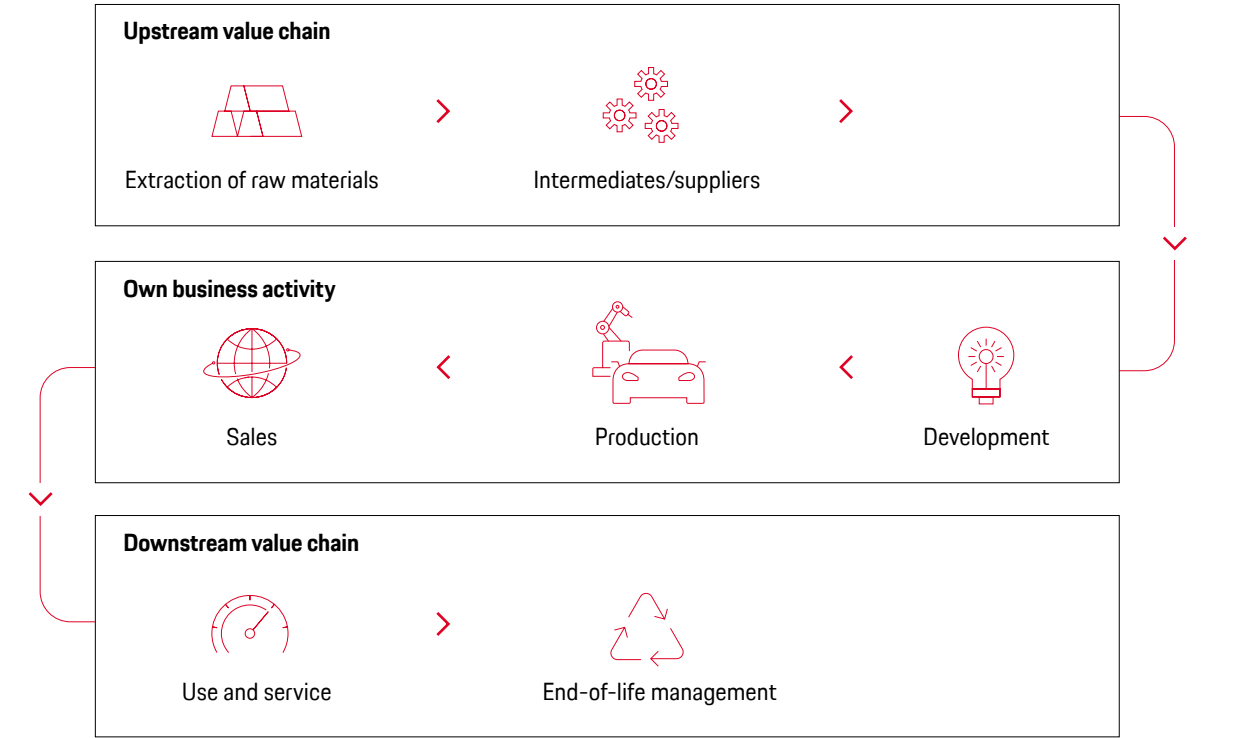 Upstream value chain
Extraction of raw materials
Intermediates/suppliers
Own business activity
Sales
Production
Development
Downstream value chain
Use and service
End-of-life management